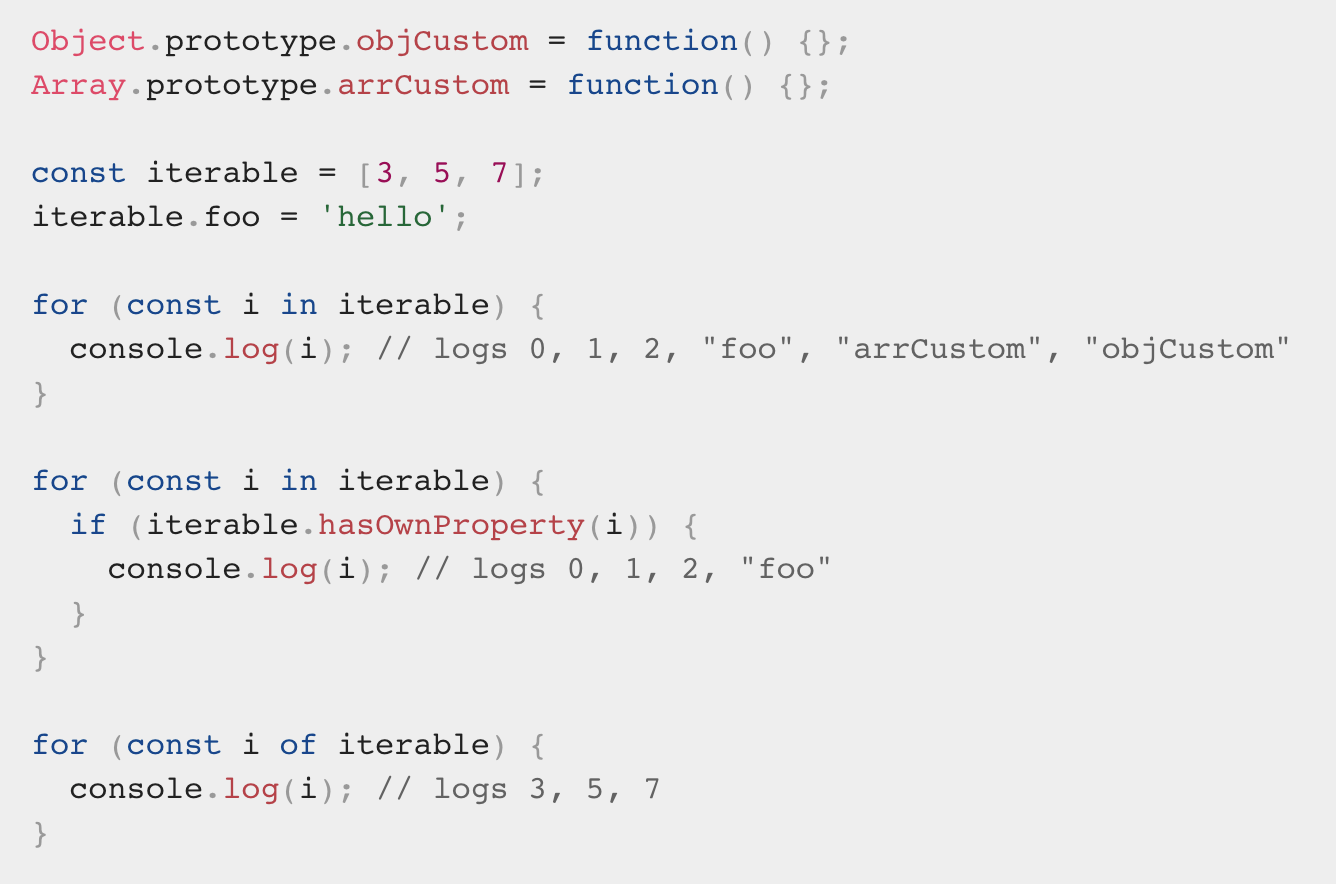 Object.prototype.objCustom = function() {};
Array.prototype.arrCustom = function() {};

const iterable = [3, 5, 7];
iterable.foo = 'hello';

for (const i in iterable) {
  console.log(i); // logs 0, 1, 2, "foo", "arrCustom", "objCustom"
}

for (const i in iterable) {
  if (iterable.hasOwnProperty(i)) {
    console.log(i); // logs 0, 1, 2, "foo"
  }
}

for (const i of iterable) {
  console.log(i); // logs 3, 5, 7
}